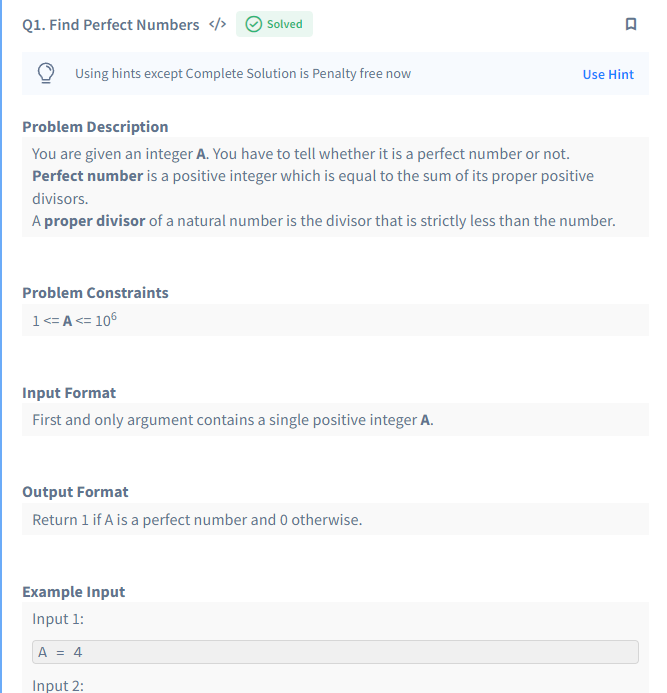 Q1. Find Perfect Numbers </> Solved
Using hints except Complete Solution is Penalty free now Use Hint
Problem Description
You are given an integer A. You have to tell whether it is a perfect number or not.
Perfect number is a positive integer which is equal to the sum of its proper positive
divisors.
A proper divisor of a natural number is the divisor that is strictly less than the number.
Problem Constraints
1 <= A <= 10⁶
Input Format
First and only argument contains a single positive integer A.
Output Format
Return 1 if A is a perfect number and 0 otherwise.
Example Input
Input 1:
A = 4
Input 2: